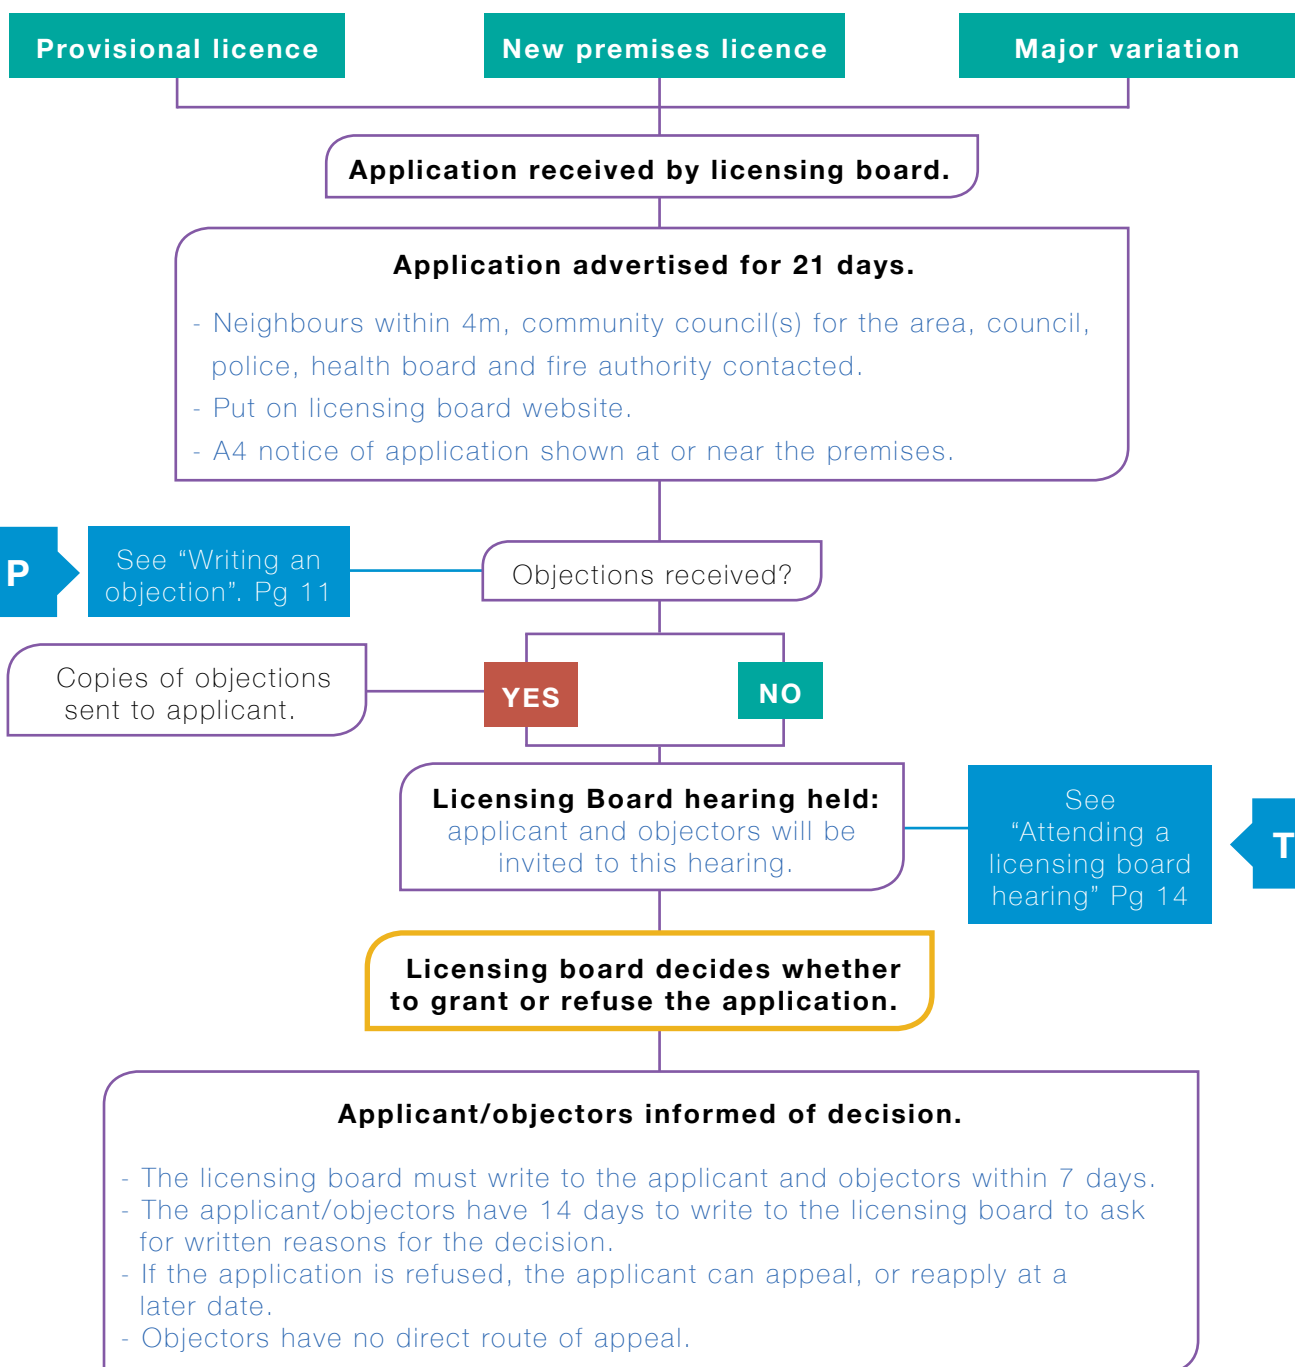 Provisional licence
New premises licence
Major variation
Application received by licensing board.
Application advertised for 21 days.
- Neighbours within 4m, community council(s) for the area, council,
police, health board and fire authority contacted.
- Put on licensing board website.
- A4 notice of application shown at or near the premises.
P
See “Writing an
objection”. Pg 11
Objections received?
Copies of objections
sent to applicant.
YES
NO
Licensing Board hearing held:
applicant and objectors will be
invited to this hearing.
See
“Attending a
licensing board
hearing” Pg 14
T
Licensing board decides whether
to grant or refuse the application.
Applicant/objectors informed of decision.
- The licensing board must write to the applicant and objectors within 7 days.
- The applicant/objectors have 14 days to write to the licensing board to ask
for written reasons for the decision.
- If the application is refused, the applicant can appeal, or reapply at a
later date.
- Objectors have no direct route of appeal.